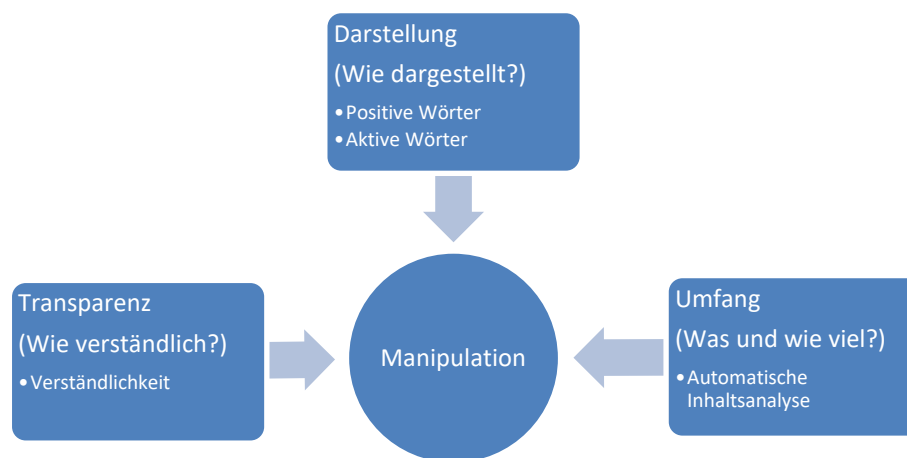 Darstellung
(Wie dargestellt?)
•Positive Wörter
•Aktive Wörter
Transparenz
(Wie verständlich?)
•Verständlichkeit
Manipulation
Umfang
(Was und wie viel?)
•Automatische
Inhaltsanalyse